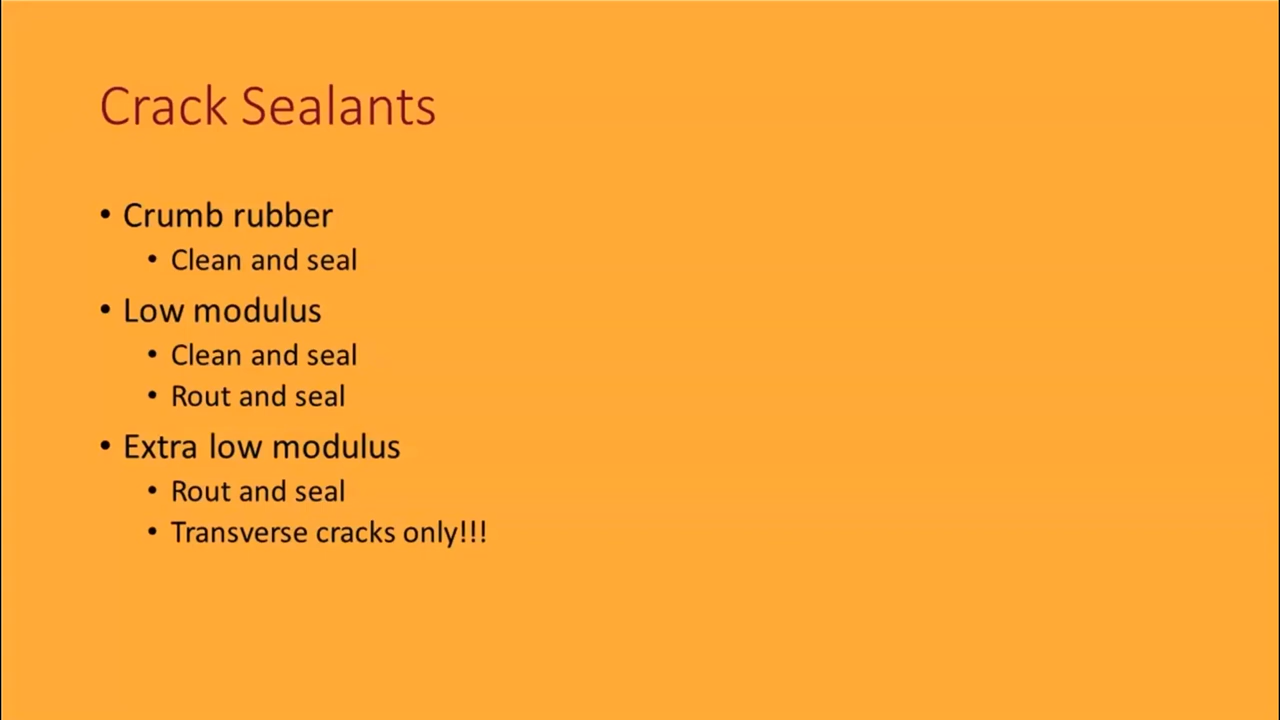 Crack Sealants
• Crumb rubber
• Clean and seal
• Low modulus
• Clean and seal
• Rout and seal
• Extra low modulus
• Rout and seal
• Transverse cracks only!!!